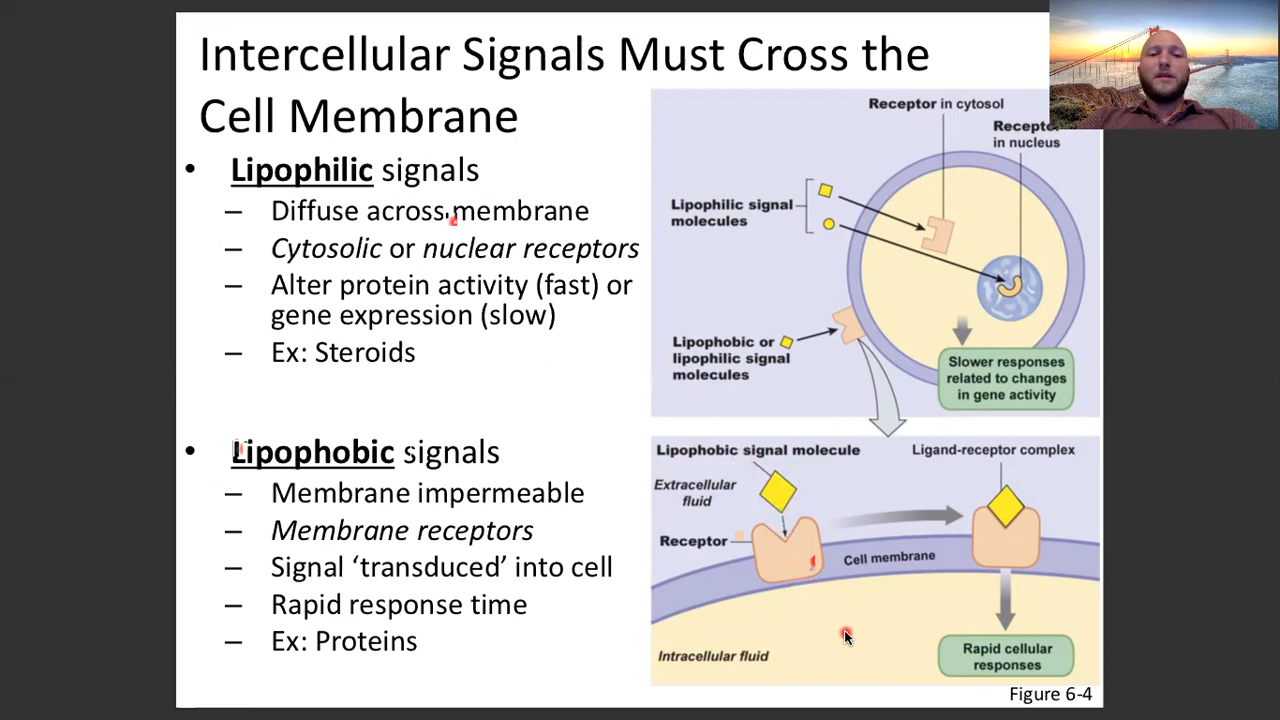 Intercellular Signals Must Cross the
Cell Membrane
• Lipophilic signals
– Diffuse across membrane
– Cytosolic or nuclear receptors
– Alter protein activity (fast) or
gene expression (slow)
– Ex: Steroids
• Lipophobic signals
– Membrane impermeable
– Membrane receptors
– Signal ‘transduced’ into cell
– Rapid response time
– Ex: Proteins
Receptor in cytosol
Receptor
in nucleus
Lipophilic signal
molecules
Lipophobic or
lipophilic signal
molecules
Slower responses
related to changes
in gene activity
Lipophobic signal molecule
Ligand-receptor complex
Extracellular
fluid
Receptor
Cell membrane
Intracellular fluid
Rapid cellular
responses
Figure 6-4